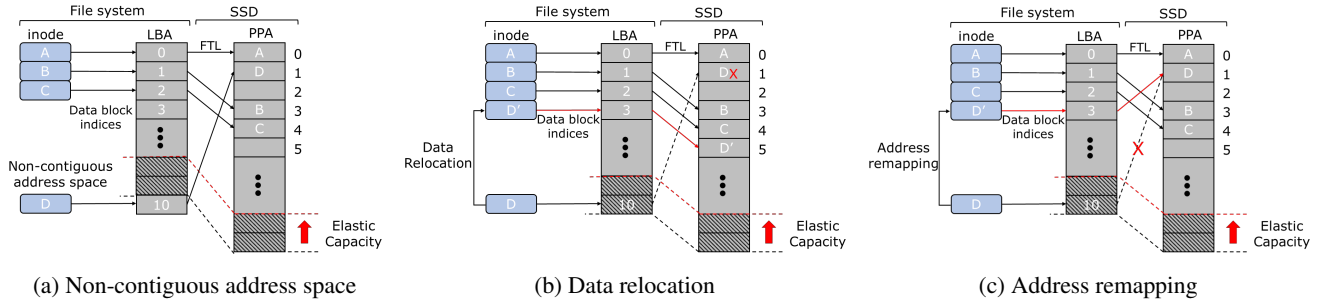 File system SSD
inode LBA PPA
FTL
A 0 A 0
B 1 D 1
C 2 2
3 B 3
C 4
5
Data block
indices
Non-contiguous
address space
D 10
Elastic
Capacity
(a) Non-contiguous address space
File system SSD
inode LBA PPA
FTL
A 0 A 0
B 1 D X 1
C 2 2
D' 3 B 3
C 4
D' 5
Data block
indices
Data
Relocation
D 10
Elastic
Capacity
(b) Data relocation
File system SSD
inode LBA PPA
FTL
A 0 A 0
B 1 D 1
C 2 2
D' 3 B 3
C 4
X 5
Data block
indices
Address
remapping
D 10
Elastic
Capacity
(c) Address remapping